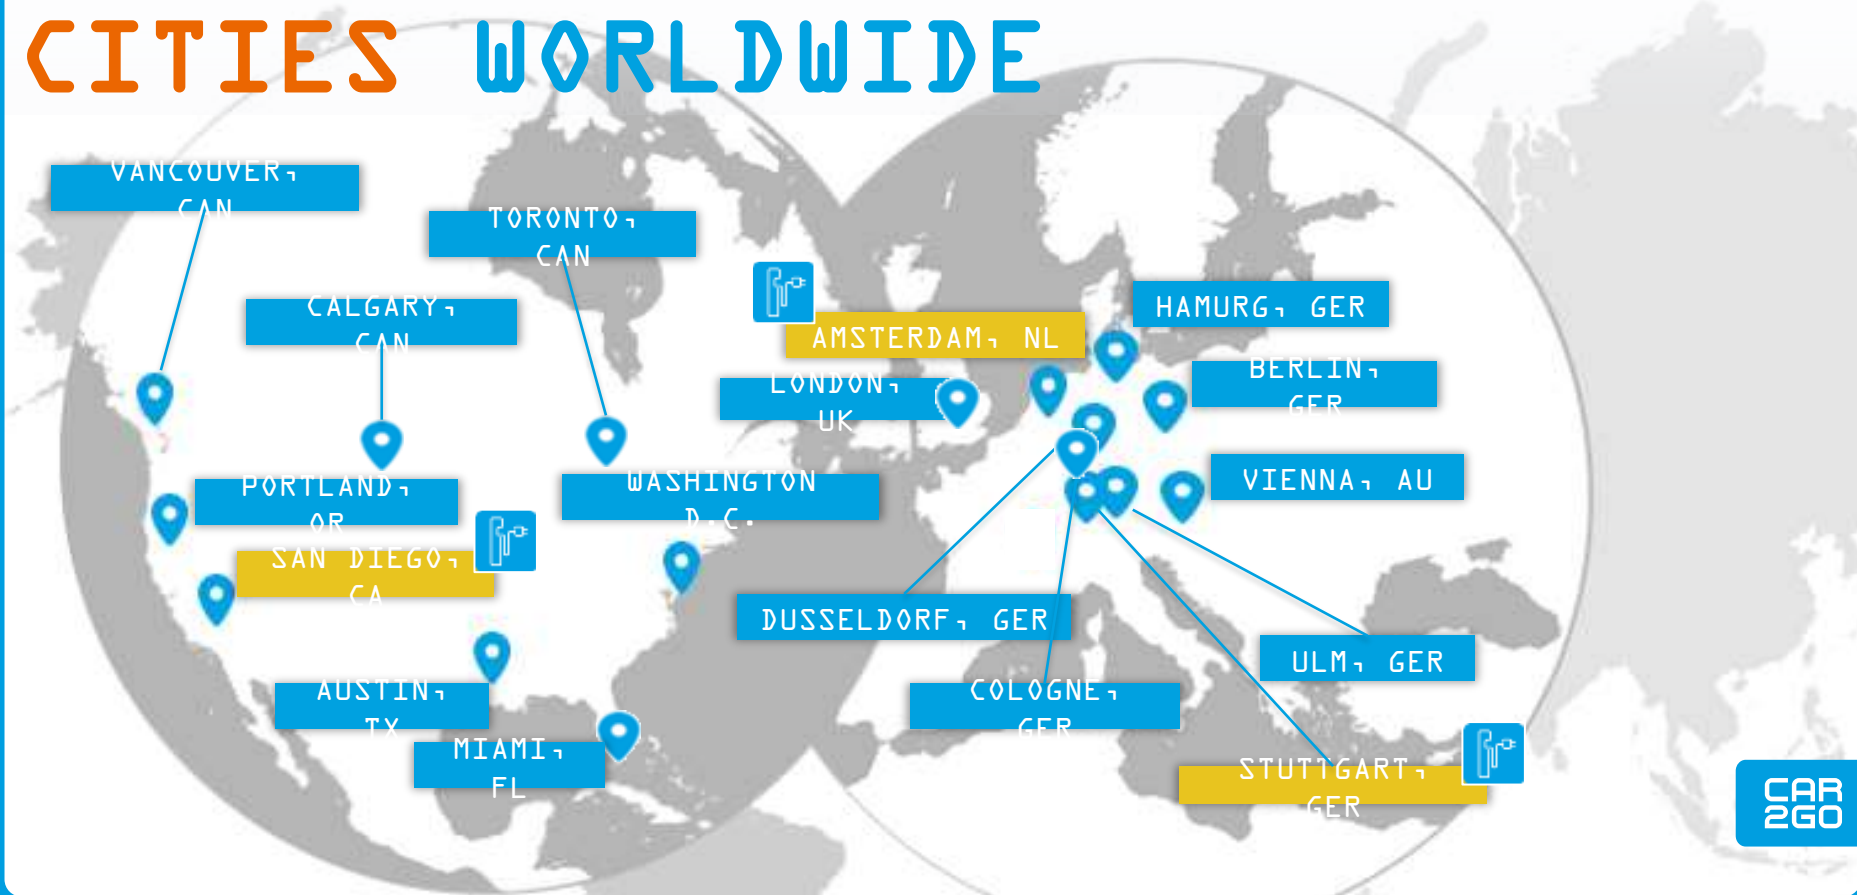 CITIES WORLDWIDE
VANCOUVER,
CAN
TORONTO,
CAN
CALGARY,
CAN
HAMURG, GER
AMSTERDAM, NL
BERLIN,
GER
LONDON,
UK
VIENNA, AU
PORTLAND,
OR
WASHINGTON
D.C.
SAN DIEGO,
CA
DUSSELDORF, GER
ULM, GER
AUSTIN,
TX
COLOGNE,
GER
MIAMI,
FL
STUTTGART,
GER
CAR
2GO